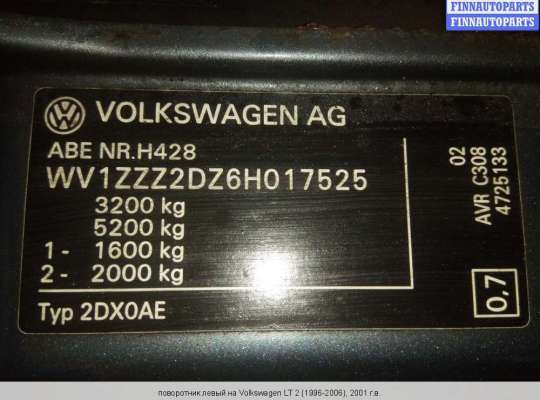 FINNAUTOPARTS
FINNAUTOPARTS
VOLKSWAGEN AG
ABE NR.H428
WV1ZZZ2DZ6H017525
3200 kg
5200 kg
1- 1600 kg
2- 2000 kg
Typ 2DX0AE
02
AVR C308
4725133
0,7
поворотник левый на Volkswagen LT 2 (1996-2006), 2001 г.в.